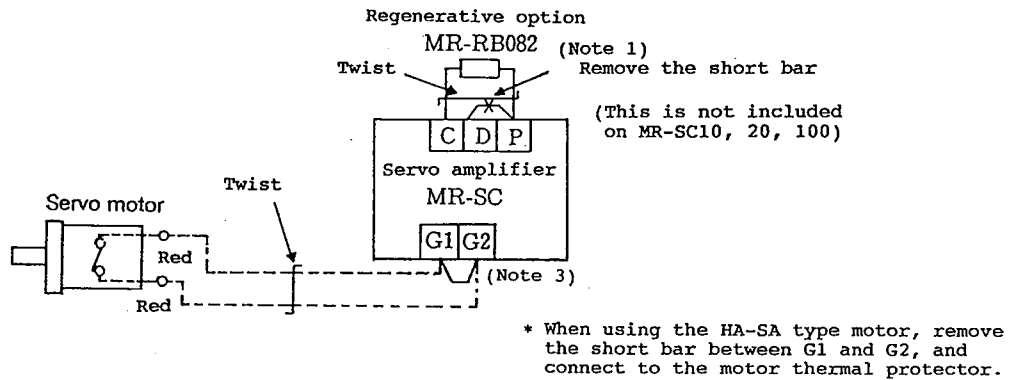 Regenerative option
MR-RB082
(Note 1)
Twist
Remove the short bar
(This is not included
on MR-SC10, 20, 100)
C D P
Servo amplifier
MR-SC
Twist
Servo motor
G1 G2
Red
(Note 3)
Red
* When using the HA-SA type motor, remove
the short bar between G1 and G2, and
connect to the motor thermal protector.